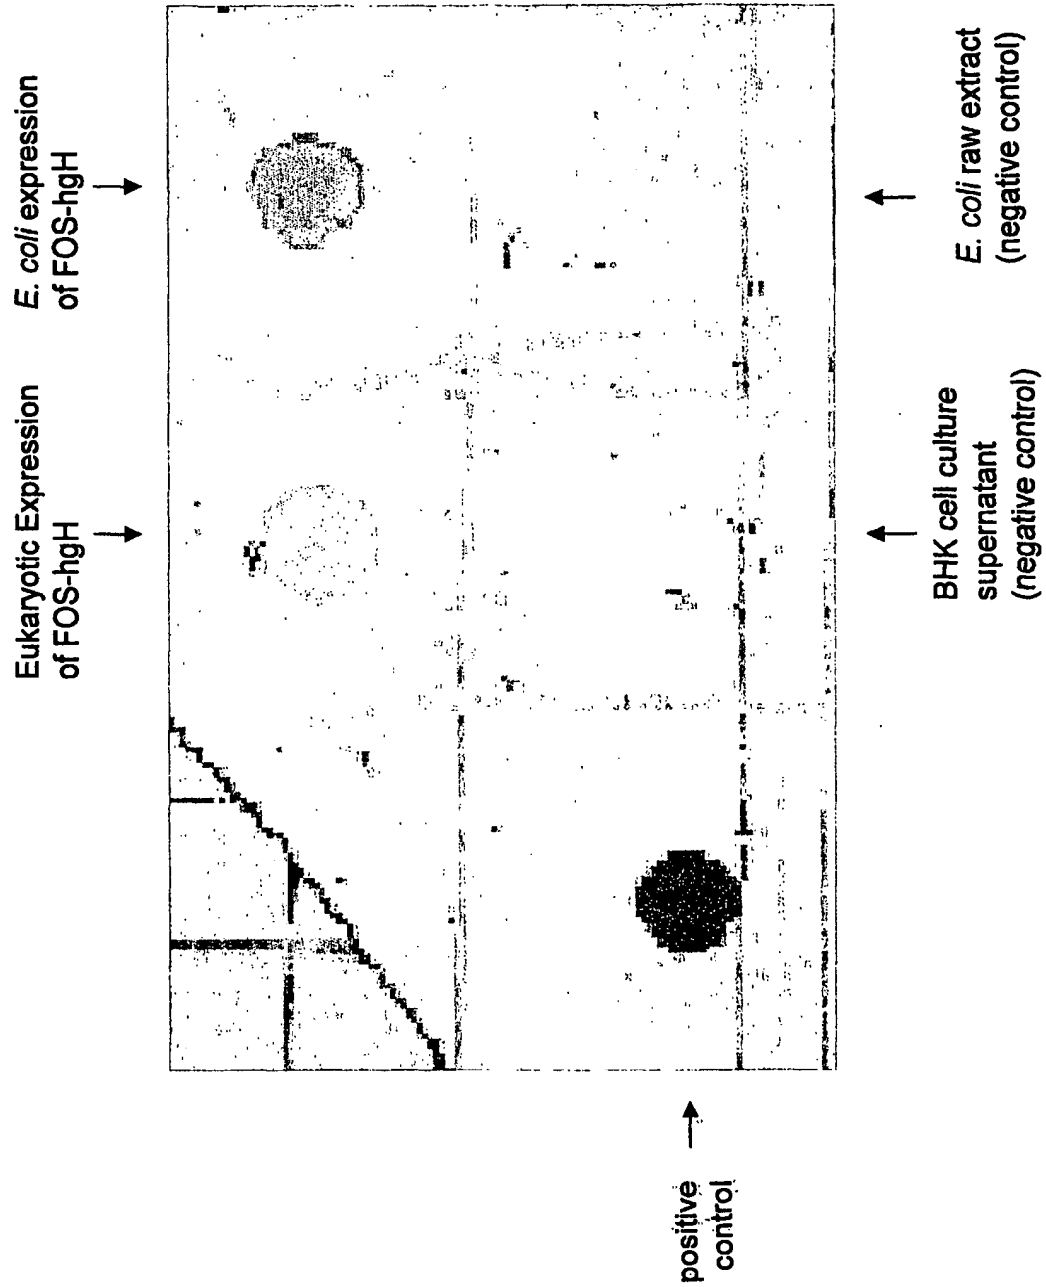 E. coli expression
of FOS-hgH
Eukaryotic Expression
of FOS-hgH
E. coli raw extract
(negative control)
BHK cell culture
supernatant
(negative control)
positive
control